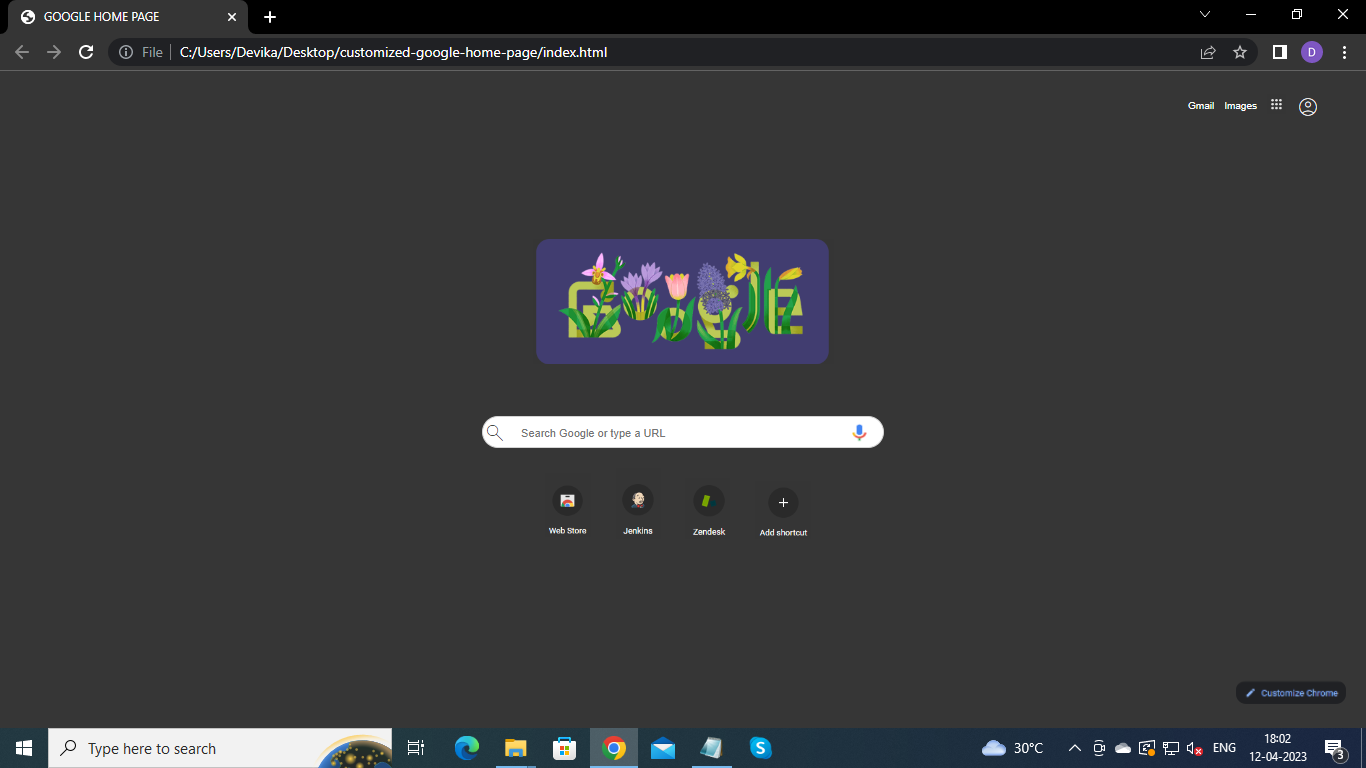 GOOGLE HOME PAGE
File
C:/Users/Devika/Desktop/customized-google-home-page/index.html
D
Gmail Images
Google
Search Google or type a URL
Web Store Jenkins Zendesk Add shortcut
Customize Chrome
Type here to search
30°C
ENG
18:02
12-04-2023
3